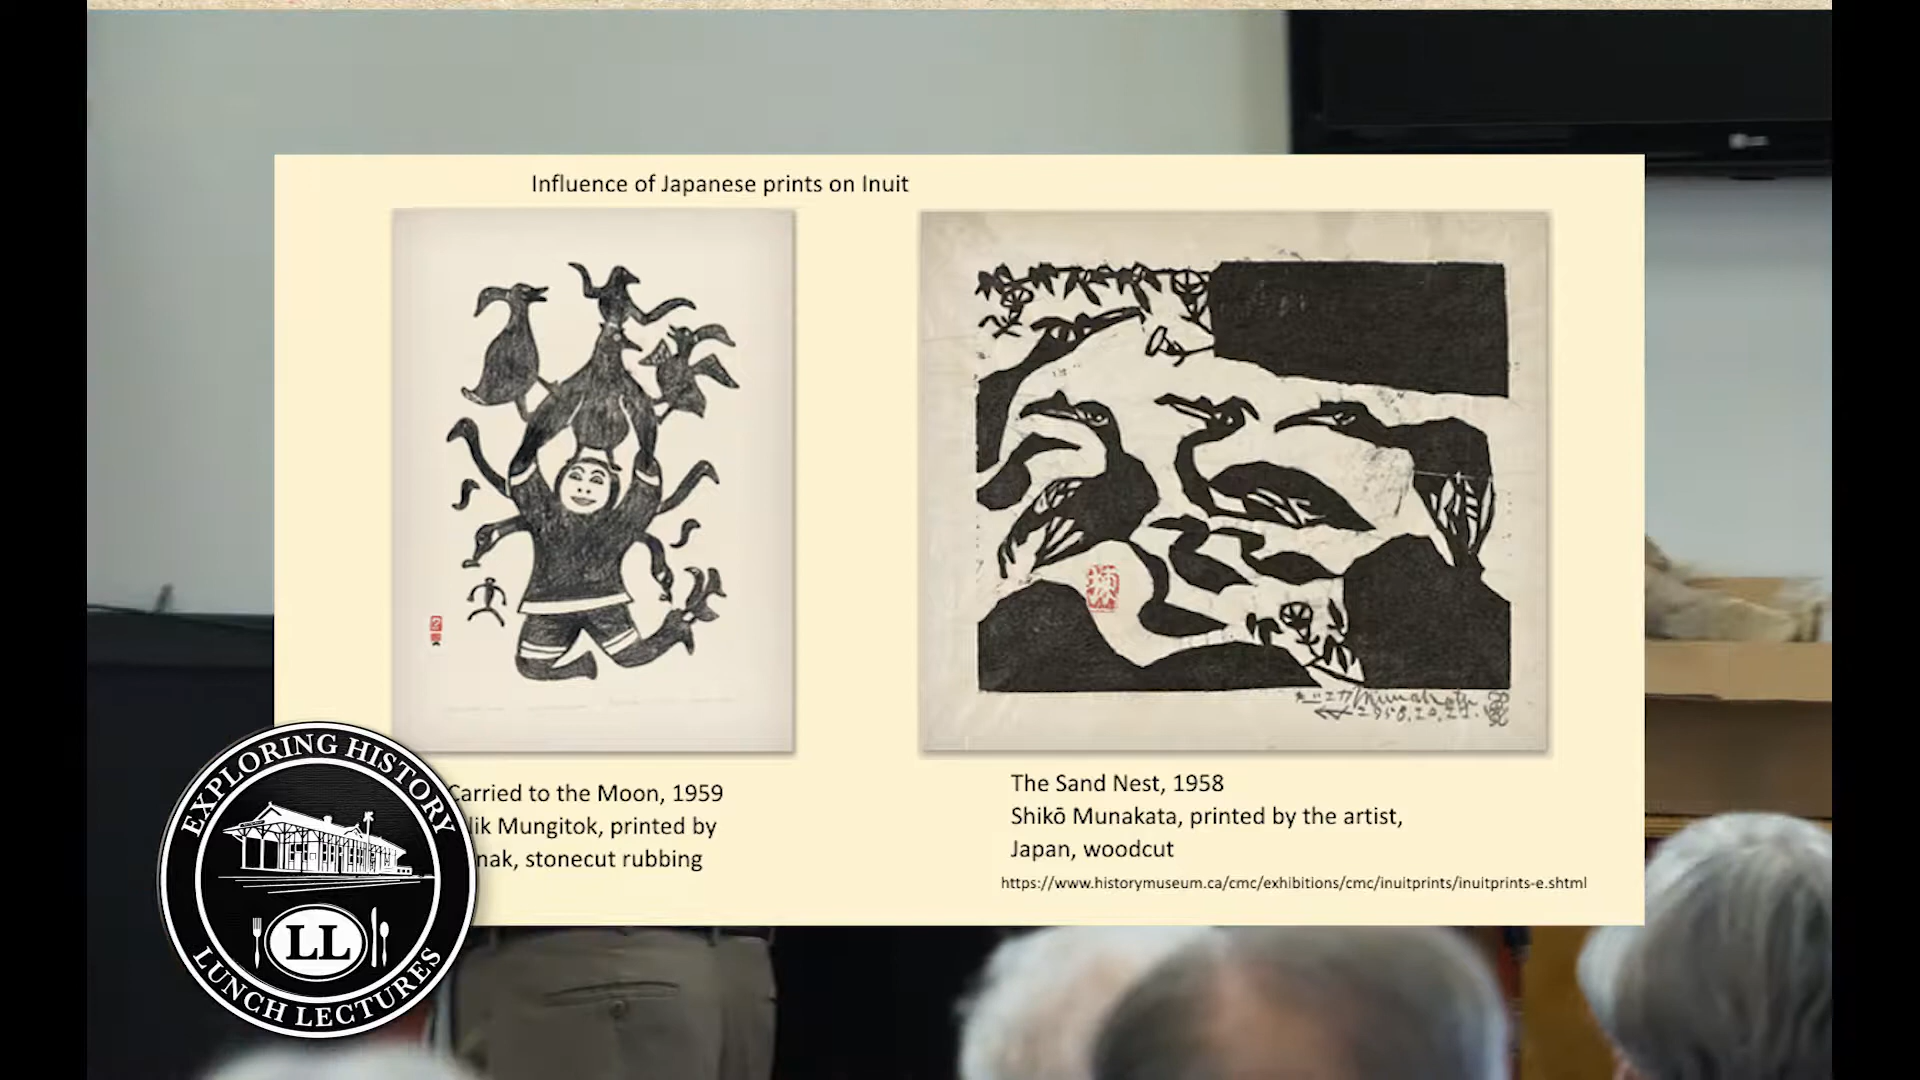 Influence of Japanese prints on Inuit
Carried to the Moon, 1959
Mungitok, printed by
stonecut rubbing
The Sand Nest, 1958
Shikō Munakata, printed by the artist,
Japan, woodcut
https://www.historymuseum.ca/cmc/exhibitions/cmc/inuitprints/inuitprints-e.shtml
Munakata
EXPLORING HISTORY
LL
LUNCH LECTURES